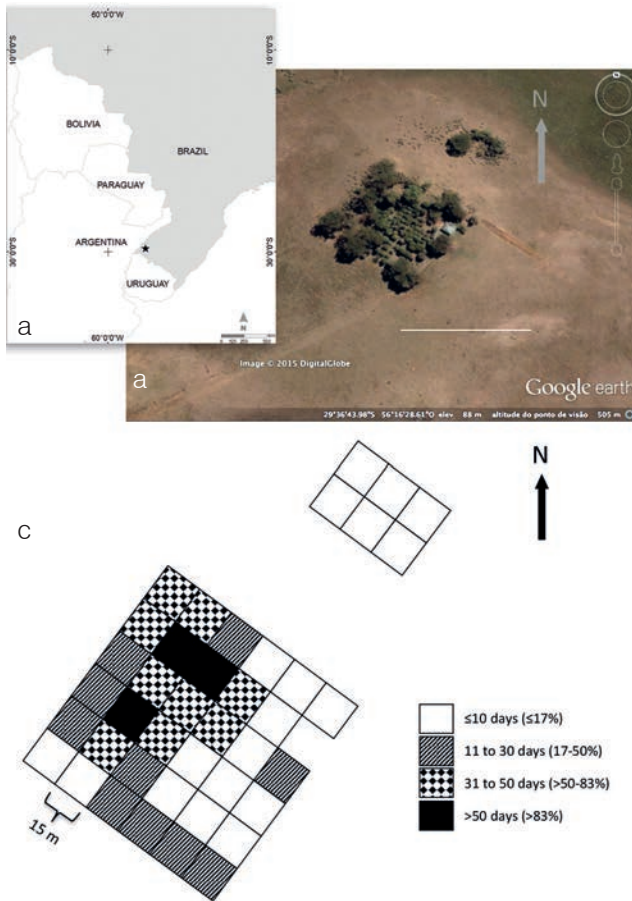 60°0'0"W
10°0'0"S
10°0'0"S
BOLIVIA
BRAZIL
PARAGUAY
ARGENTINA
30°0'0"S
30°0'0"S
URUGUAY
N
a
60°0'0"W
N
Image © 2015 DigitalGlobe
a
Google earth
29°36'43.98"S 56°16'28.61"O elev 88 m altitude do ponto de visão 505 m
N
c
≤10 days (≤17%)
11 to 30 days (17-50%)
31 to 50 days (>50-83%)
>50 days (>83%)
15 m